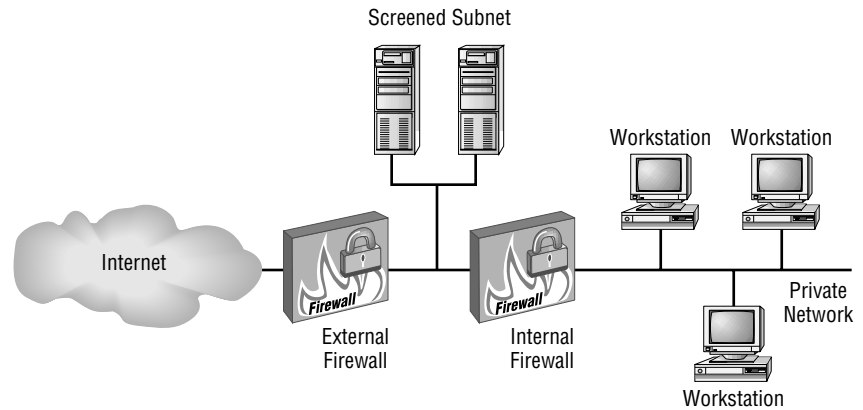 Screened Subnet
Workstation
Workstation
Internet
Firewall
Firewall
External
Firewall
Internal
Firewall
Private
Network
Workstation